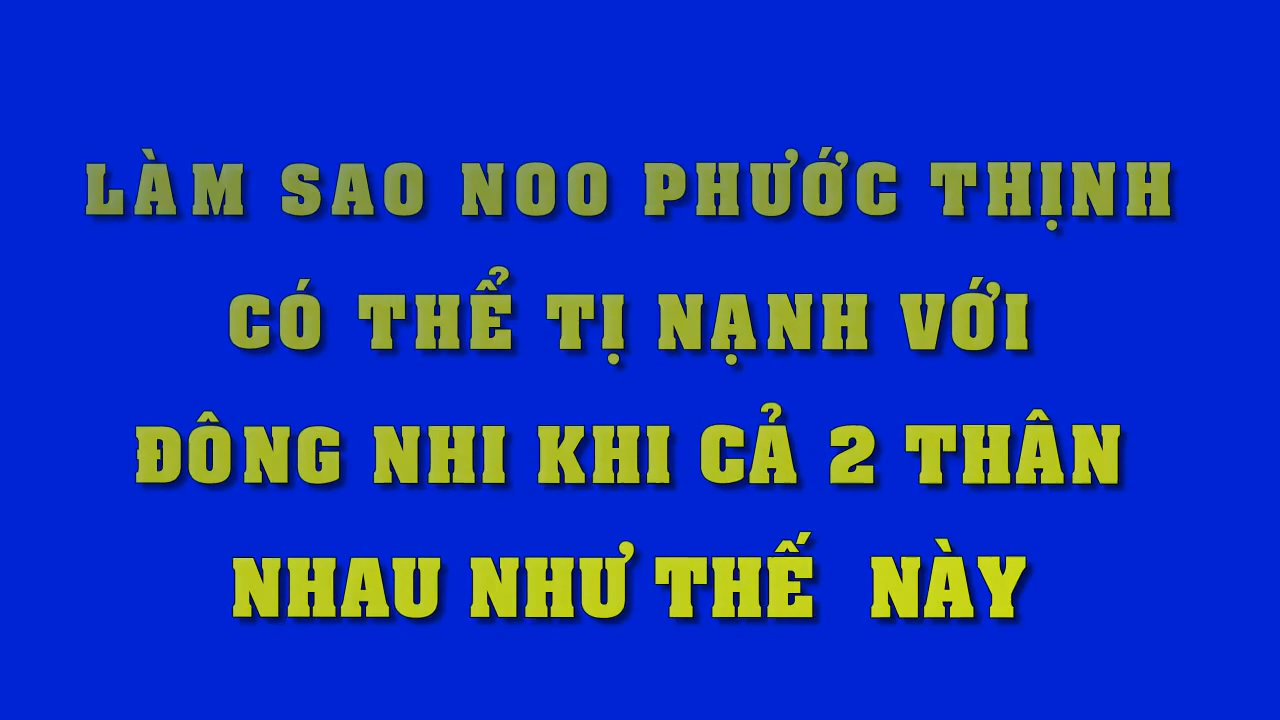 LÀM SAO NOO PHƯỚC THỊNH
CÓ THỂ TỊ NẠNH VỚI
ĐÔNG NHI KHI CẢ 2 THÂN
NHAU NHƯ THẾ NÀY